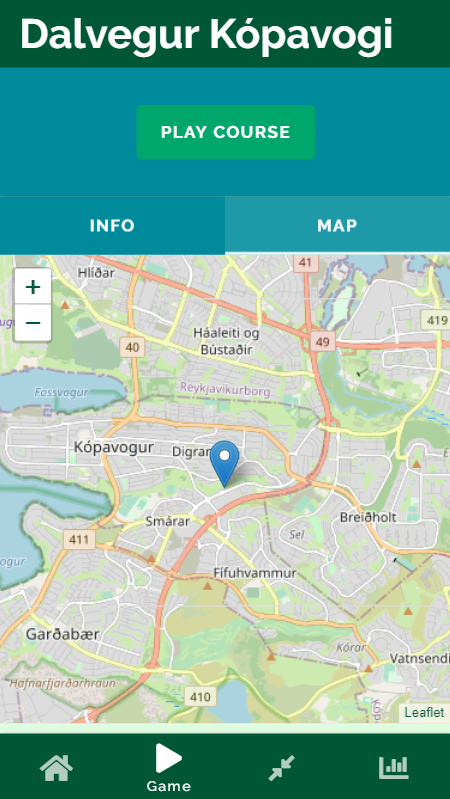 Dalvegur Kópavogi
PLAY COURSE
INFO
MAP
41
Hlíðar
+
−
419
Háaleiti og
Bústaðir
40
49
Reykjavíkurborg
Fossvogur
Kópavogur
Smárar
Breiðholt
411
Sel
Fífuhvammur
Garðabær
Kórar
Vatnsendi
Hafnarfjarðarhraun
410
Leaflet
Game